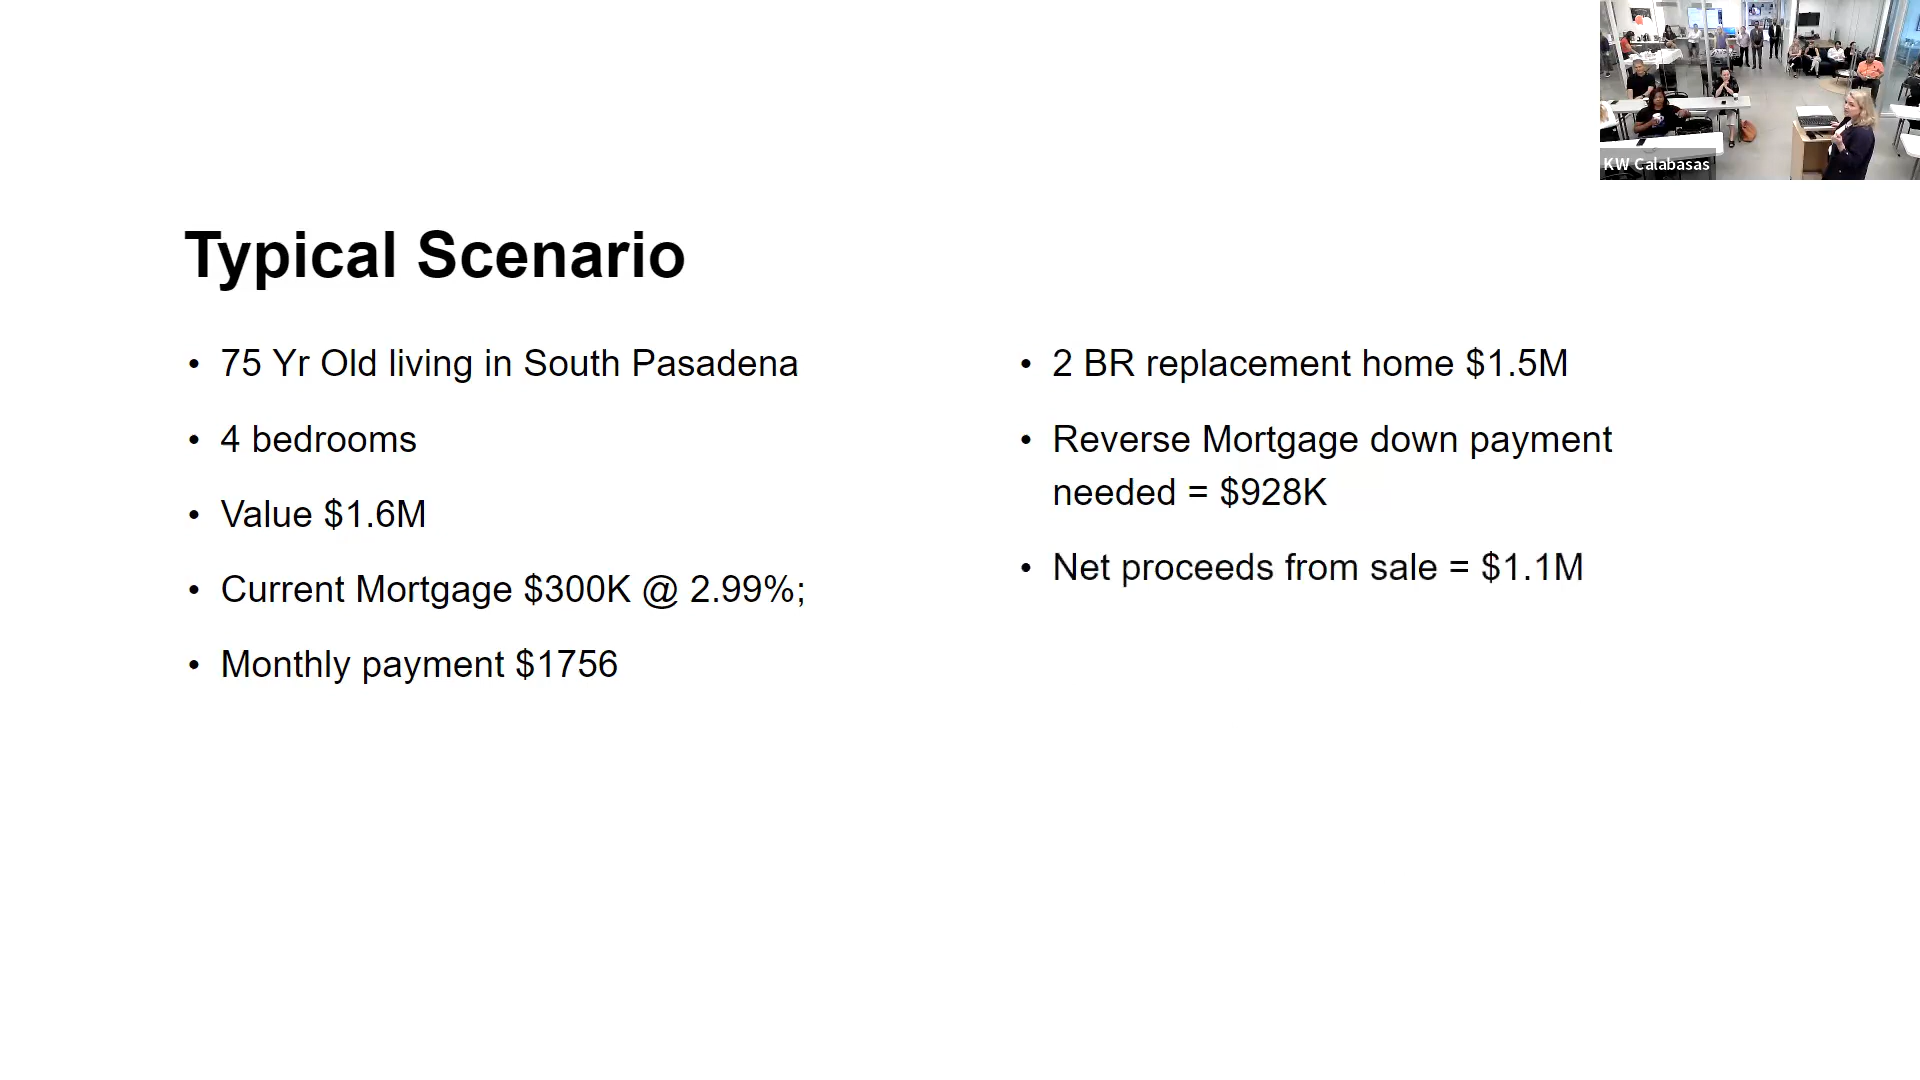 KW Calabasas
Typical Scenario
• 75 Yr Old living in South Pasadena
• 4 bedrooms
• Value $1.6M
• Current Mortgage $300K @ 2.99%;
• Monthly payment $1756
• 2 BR replacement home $1.5M
• Reverse Mortgage down payment
needed = $928K
• Net proceeds from sale = $1.1M